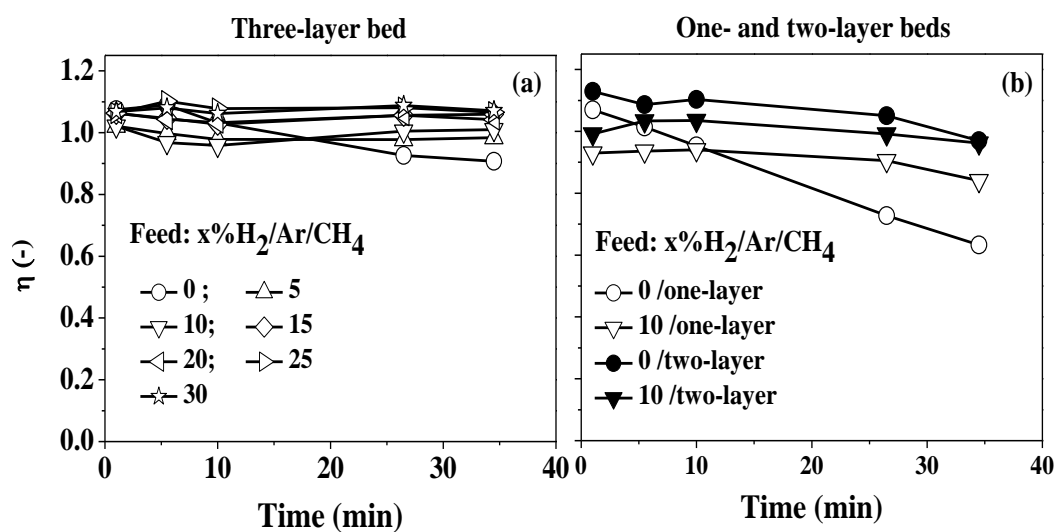 Three-layer bed
One- and two-layer beds
η (-)
1.2
1.0
0.8
0.6
0.4
0.2
0.0
(a)
Feed: x%H2/Ar/CH4
0 ; 5
10; 15
20; 25
30
0 10 20 30 40
Time (min)
(b)
Feed: x%H2/Ar/CH4
0 /one-layer
10 /one-layer
0 /two-layer
10 /two-layer
0 10 20 30 40
Time (min)